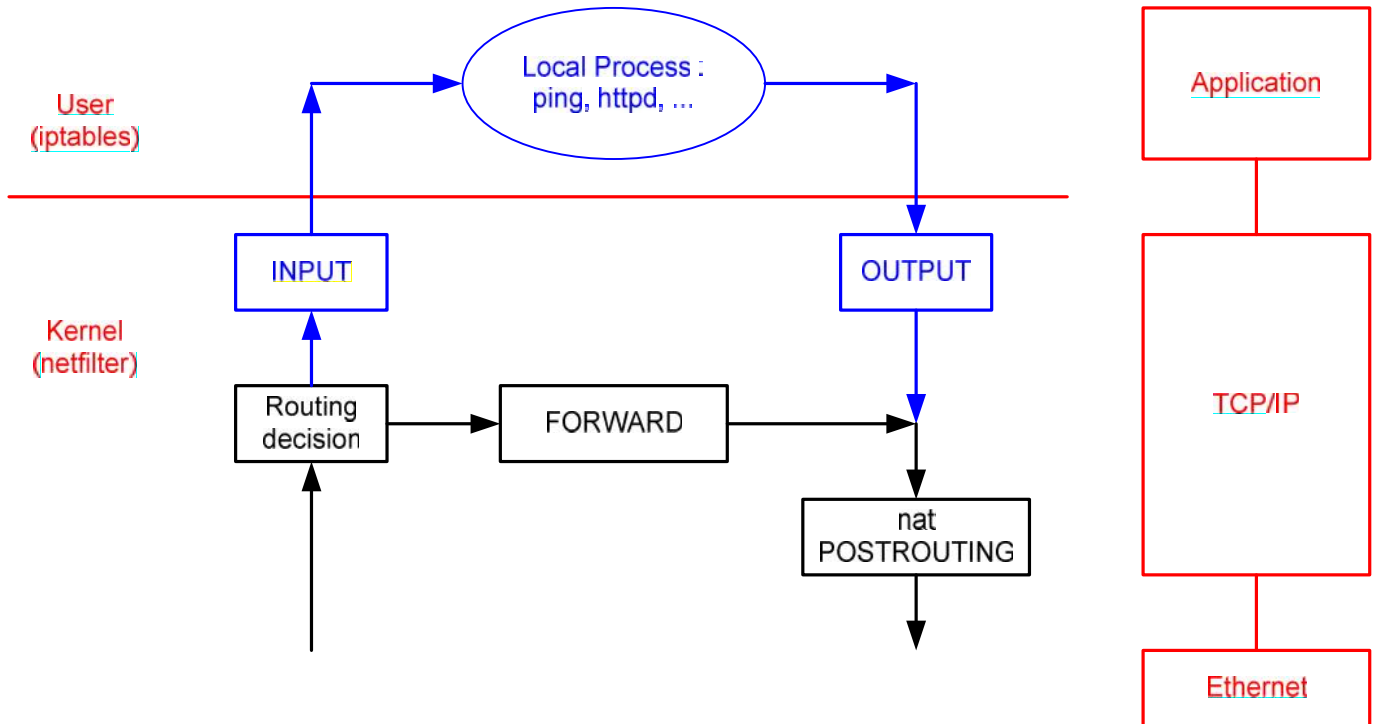 Local Process :
ping, httpd, ...
User
(iptables)
Application
INPUT
OUTPUT
Kernel
(netfilter)
Routing
decision
FORWARD
TCP/IP
nat
POSTROUTING
Ethernet